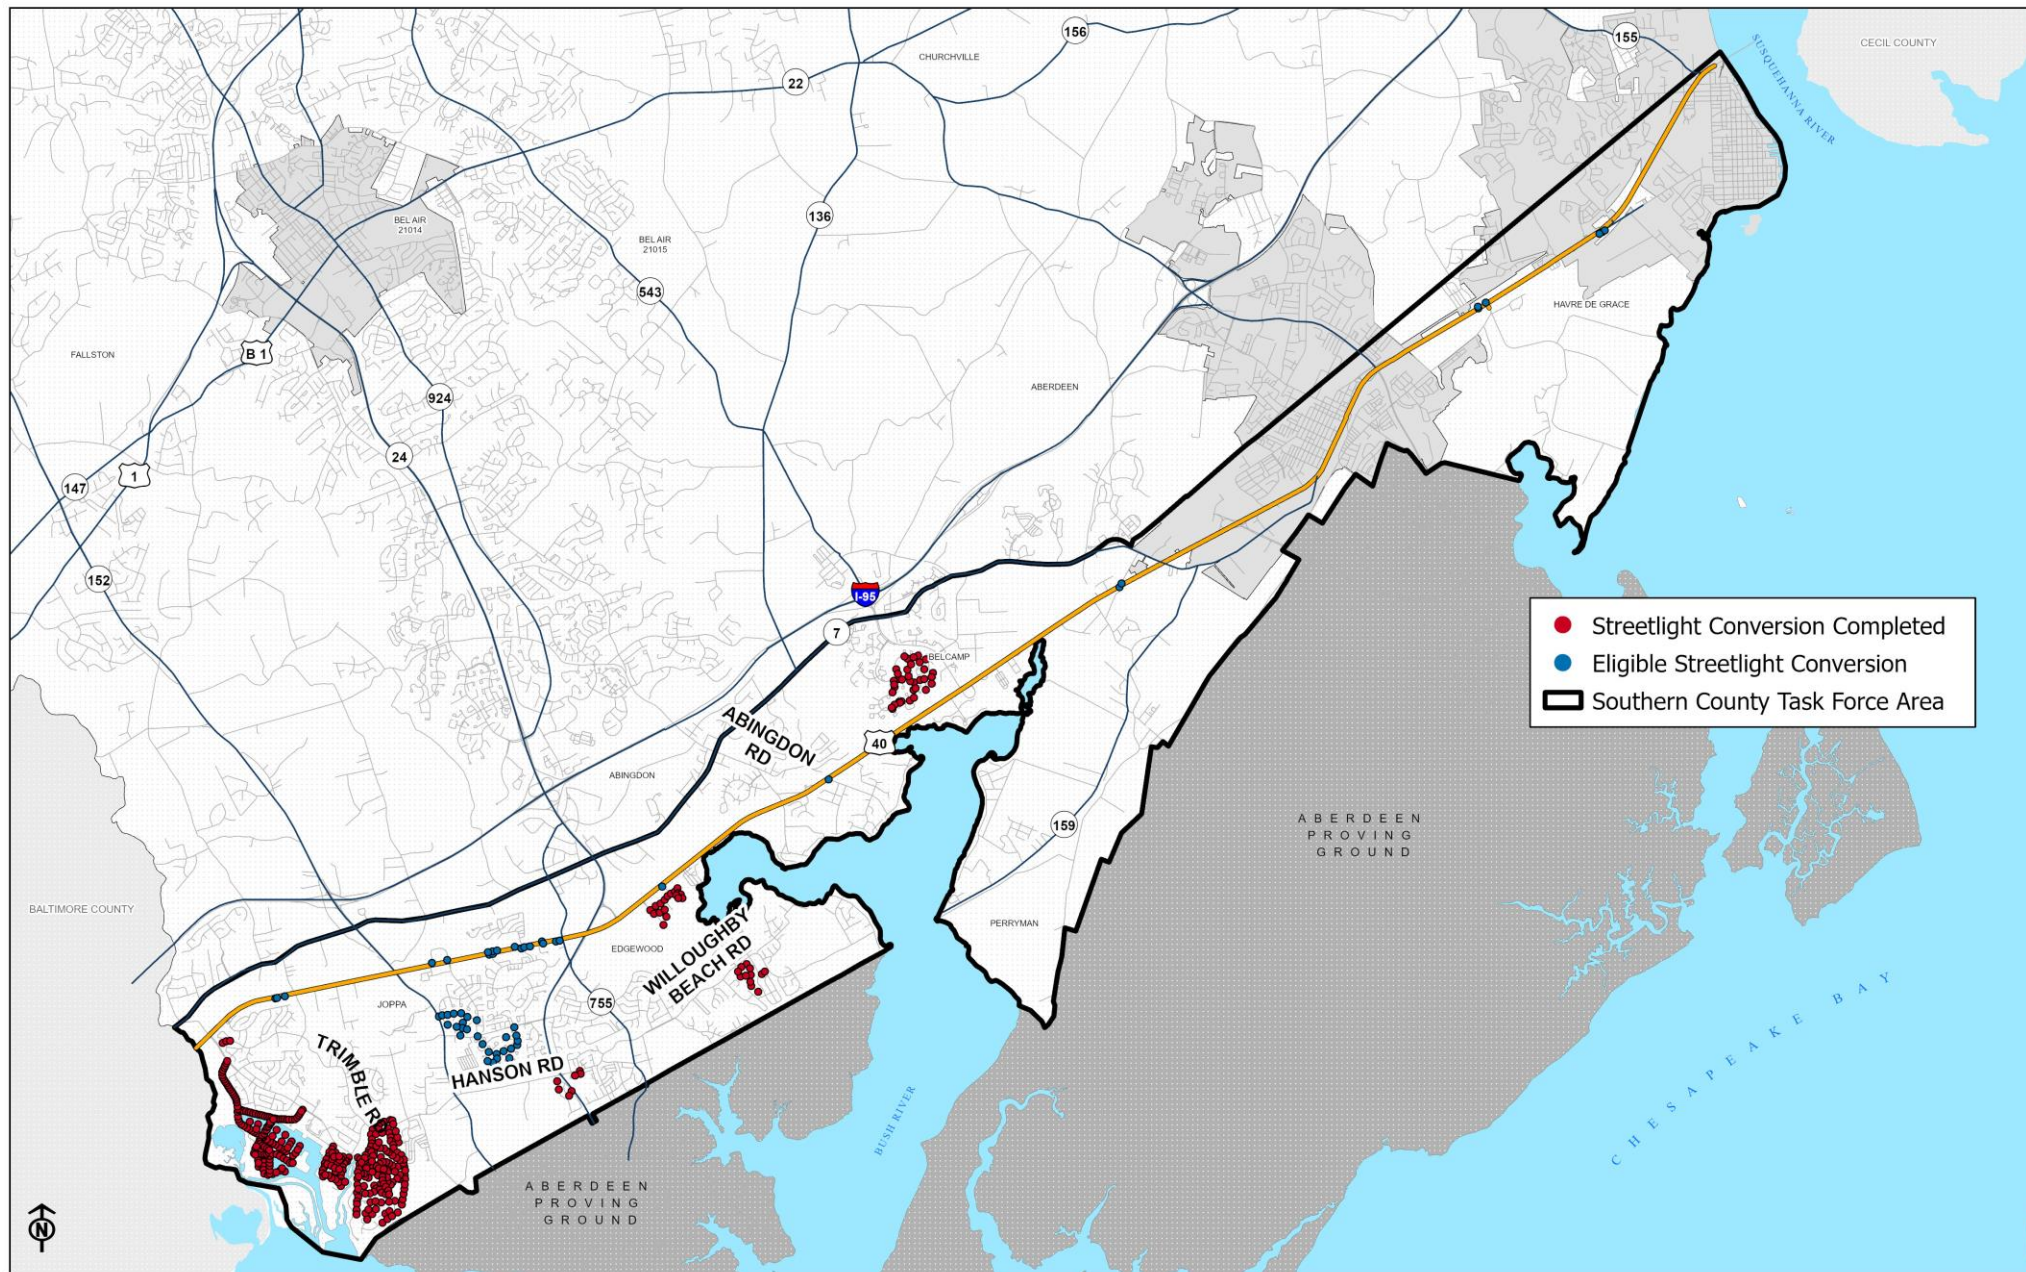 CECIL COUNTY
SUSQUEHANNA RIVER
156
155
CHURCHVILLE
22
136
BEL AIR
21014
BEL AIR
21015
543
HAVRE DE GRACE
FALLSTON
B 1
924
ABERDEEN
24
1
147
152
I-95
7
Streetlight Conversion Completed
Eligible Streetlight Conversion
Southern County Task Force Area
BELCAMP
ABINGDON
RD
40
ABINGDON
159
ABERDEEN
PROVING
GROUND
BALTIMORE COUNTY
PERRYMAN
EDGEWOOD
WILLOUGHBY
BEACH RD
755
JOPPA
TRIMBLE RD
HANSON RD
BUSH RIVER
CHESAPEAKE BAY
ABERDEEN
PROVING
GROUND
N